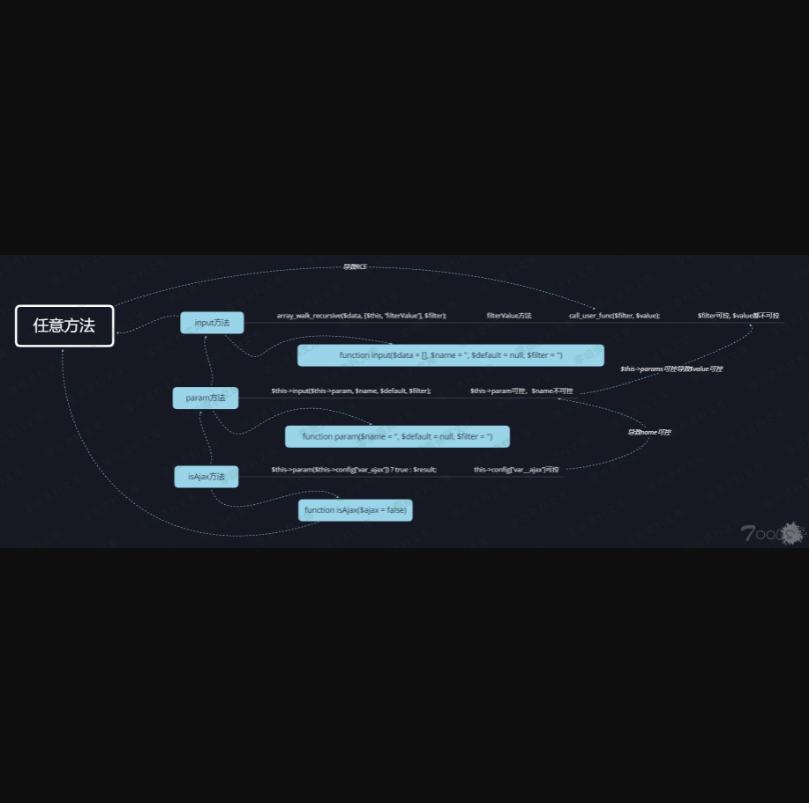 导致RCE
任意方法
input方法
array_walk_recursive($data, [$this, 'filterValue'], $filter);
filterValue方法
call_user_func($filter, $value);
$filter可控, $value都不可控
function input($data = [], $name = '', $default = null, $filter = '')
$this->params可控导致$value可控
param方法
$this->input($this->param, $name, $default, $filter);
$this->param可控，$name不可控
function param($name = '', $default = null, $filter = '')
导致name可控
isAjax方法
$this->param($this->config['var_ajax']) ? true : $result;
this->config['var__ajax']可控
function isAjax($ajax = false)